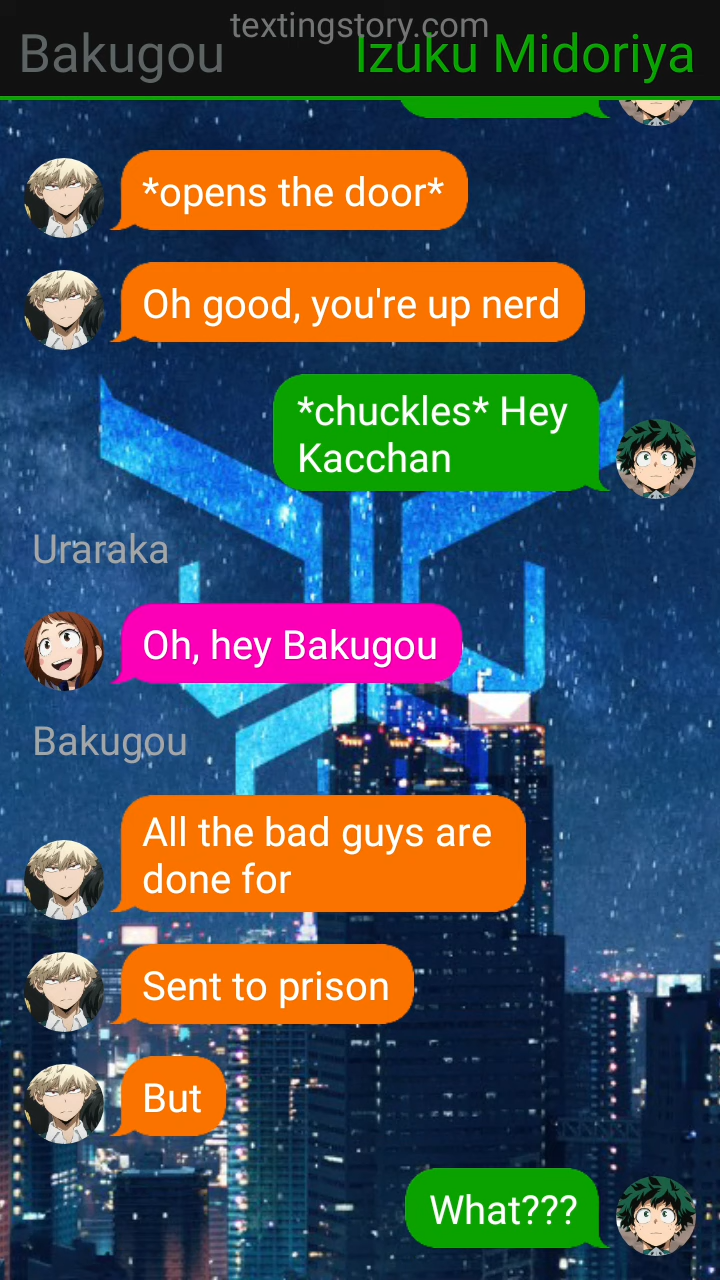 textingstory.com
Bakugou
Izuku Midoriya
*opens the door*
Oh good, you're up nerd
*chuckles* Hey
Kacchan
Uraraka
Oh, hey Bakugou
Bakugou
All the bad guys are
done for
Sent to prison
But
What???